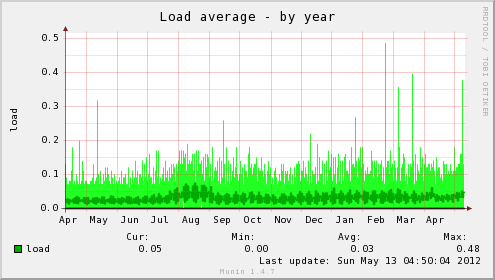 Load average - by year
RRDTOOL / TOBI OETIKER
load
0.5
0.4
0.3
0.2
0.1
0.0
Apr May Jun Jul Aug Sep Oct Nov Dec Jan Feb Mar Apr
Cur: Min: Avg: Max:
load 0.05 0.00 0.03 0.48
Last update: Sun May 13 04:50:04 2012
Munin 1.4.7